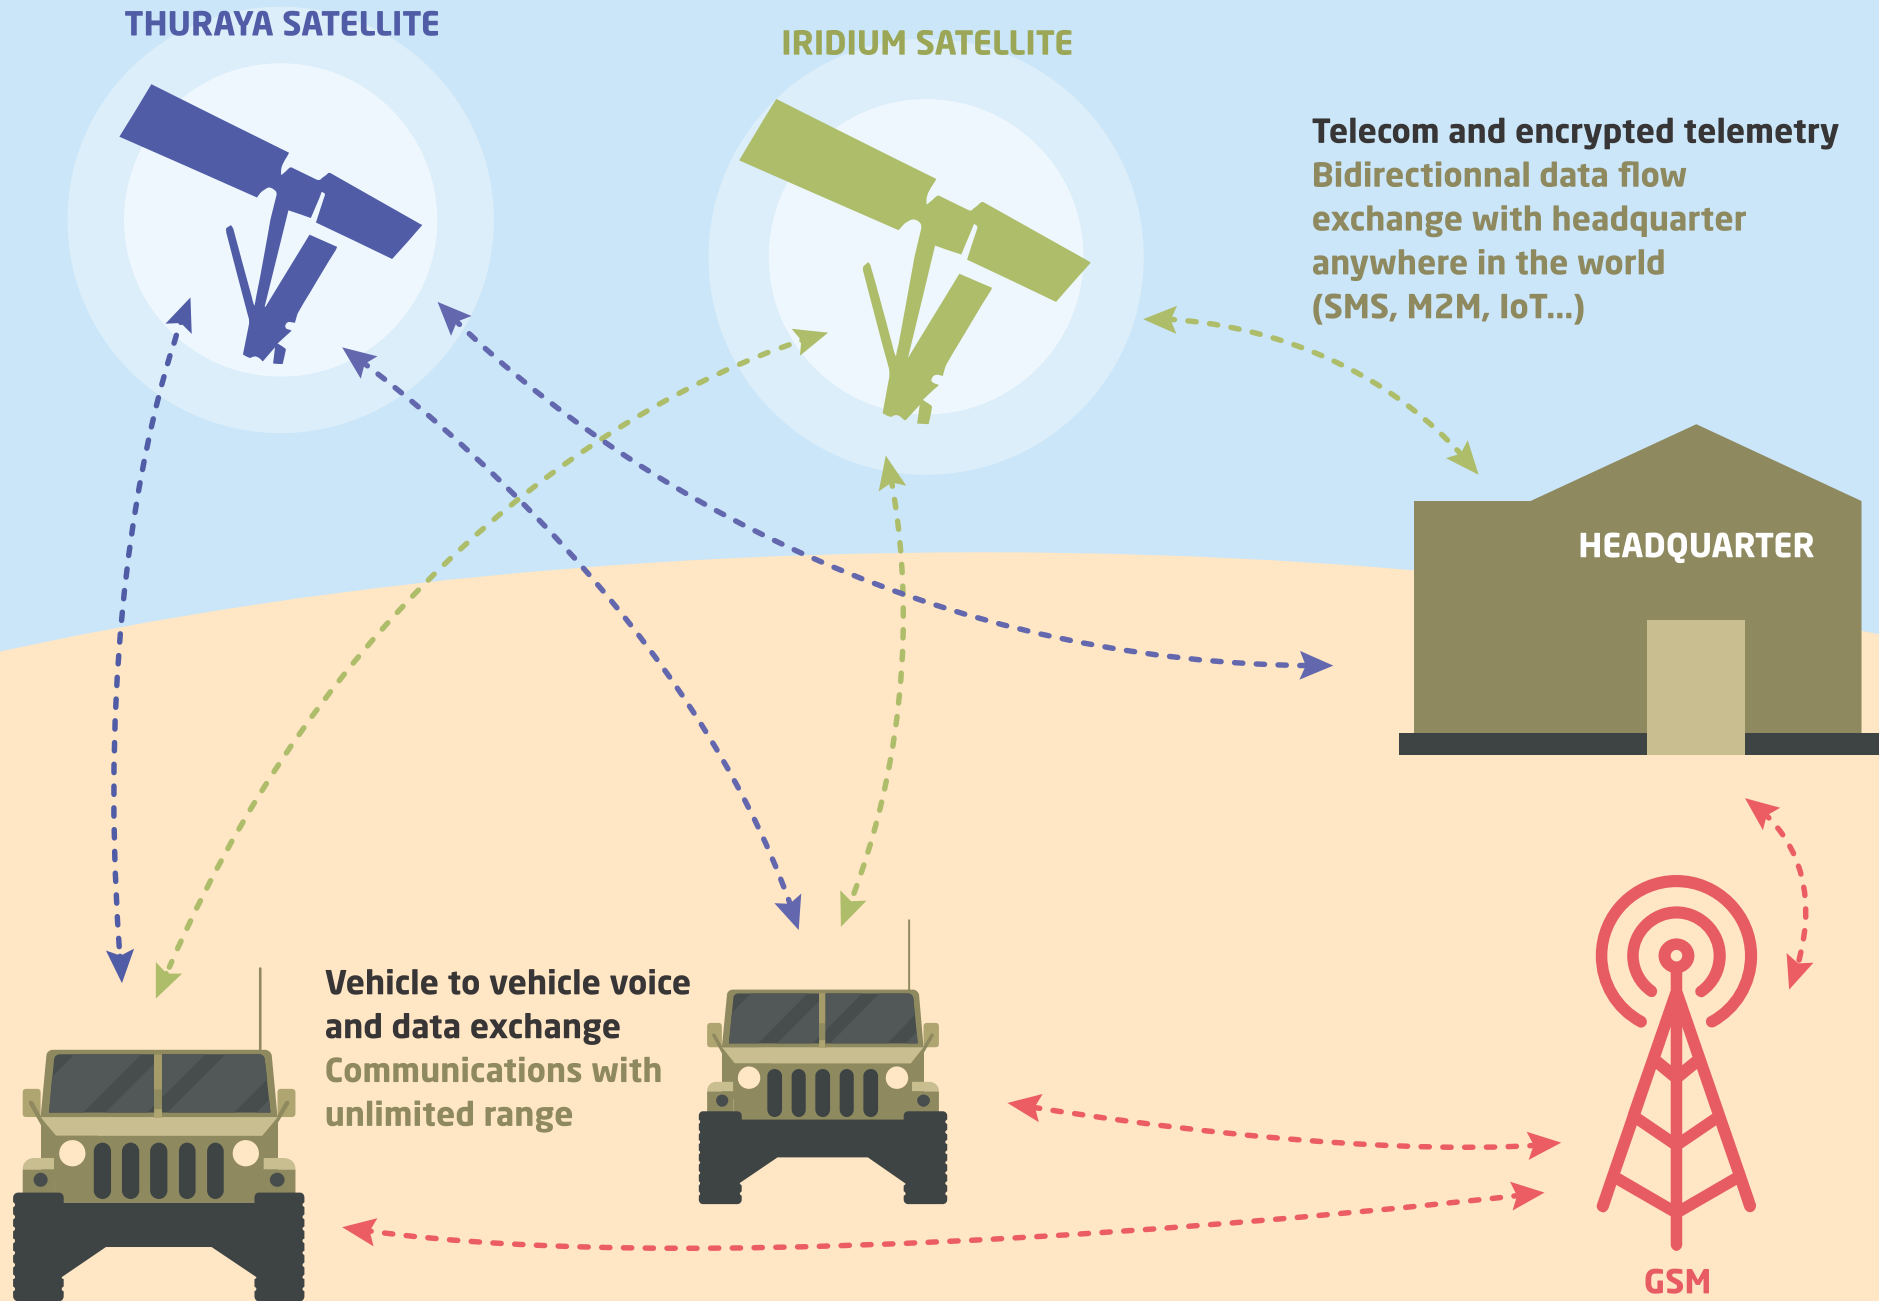 THURAYA SATELLITE
IRIDIUM SATELLITE
Telecom and encrypted telemetry
Bidirectionnal data flow
exchange with headquarter
anywhere in the world
(SMS, M2M, IoT...)
HEADQUARTER
Vehicle to vehicle voice
and data exchange
Communications with
unlimited range
GSM